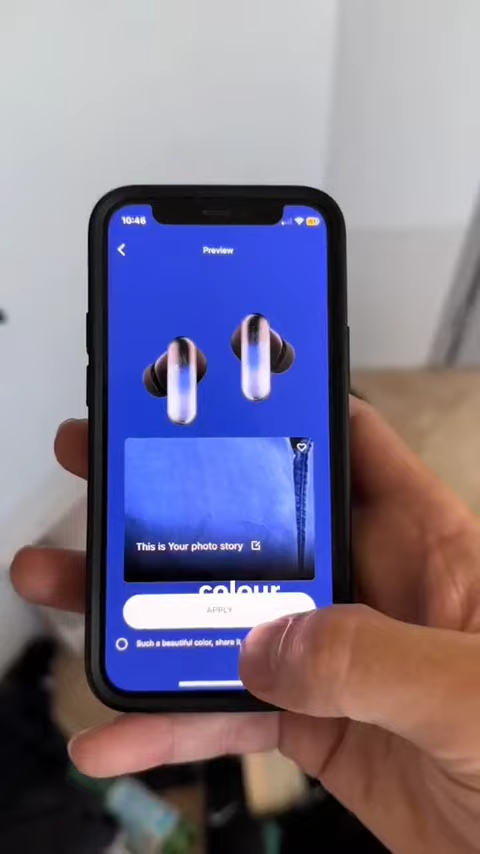 10:46
Preview
This is Your photo story
colour
APPLY
Such a beautiful color, share it